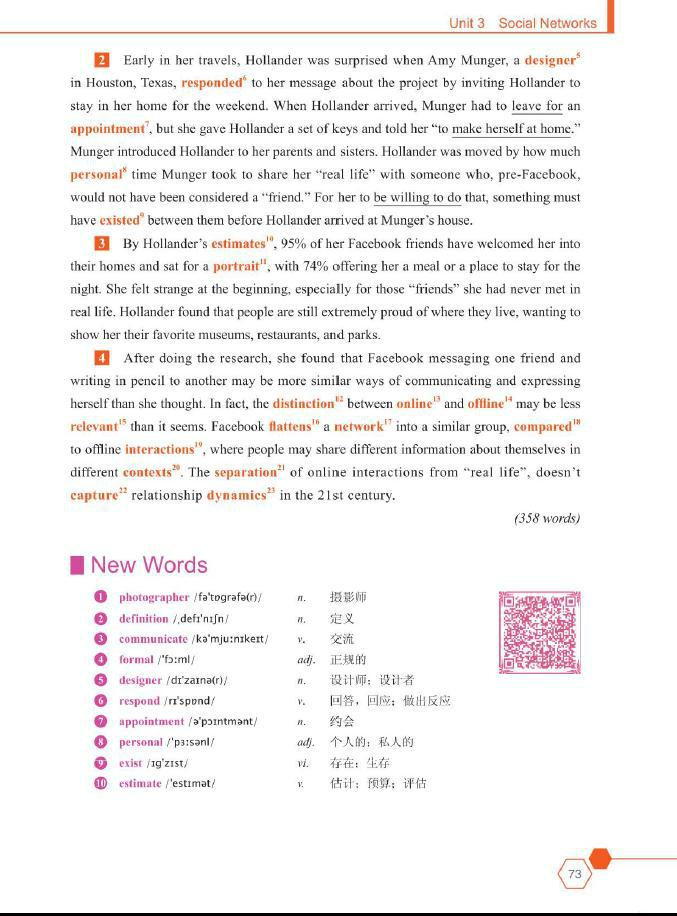 Unit 3 Social Networks
2 Early in her travels, Hollander was surprised when Amy Munger, a designer5
in Houston, Texas, responded6 to her message about the project by inviting Hollander to
stay in her home for the weekend. When Hollander arrived, Munger had to leave for an
appointment7, but she gave Hollander a set of keys and told her “to make herself at home.”
Munger introduced Hollander to her parents and sisters. Hollander was moved by how much
personal8 time Munger took to share her “real life” with someone who, pre-Facebook,
would not have been considered a “friend.” For her to be willing to do that, something must
have existed9 between them before Hollander arrived at Munger’s house.
3 By Hollander’s estimates10, 95% of her Facebook friends have welcomed her into
their homes and sat for a portrait11, with 74% offering her a meal or a place to stay for the
night. She felt strange at the beginning, especially for those “friends” she had never met in
real life. Hollander found that people are still extremely proud of where they live, wanting to
show her their favorite museums, restaurants, and parks.
4 After doing the research, she found that Facebook messaging one friend and
writing in pencil to another may be more similar ways of communicating and expressing
herself than she thought. In fact, the distinction12 between online13 and offline14 may be less
relevant15 than it seems. Facebook flattens16 a network17 into a similar group, compared18
to offline interactions19, where people may share different information about themselves in
different contexts20. The separation21 of online interactions from “real life”, doesn’t
capture22 relationship dynamics23 in the 21st century.
(358 words)
New Words
1 photographer /fə'tɒɡrəfə(r)/ n. 摄影师
2 definition /ˌdefɪ'nɪʃn/ n. 定义
3 communicate /kə'mjuːnɪkeɪt/ v. 交流
4 formal /'fɔːml/ adj. 正规的
5 designer /dɪ'zaɪnə(r)/ n. 设计师；设计者
6 respond /rɪ'spɒnd/ v. 回答，回应；做出反应
7 appointment /ə'pɔɪntmənt/ n. 约会
8 personal /'pɜːsənl/ adj. 个人的；私人的
9 exist /ɪɡ'zɪst/ vi. 存在；生存
10 estimate /'estɪmət/ v. 估计；预算；评估
73